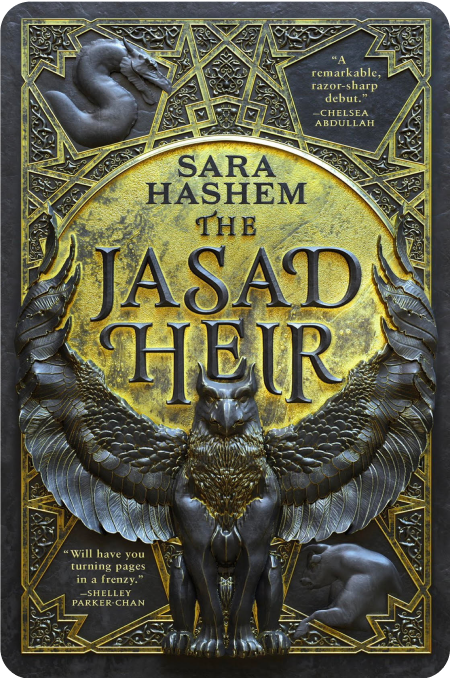 “A
remarkable,
razor-sharp
debut.”
—CHELSEA
ABDULLAH
SARA
HASHEM
THE
JASAD
HEIR
“Will have you
turning pages
in a frenzy.”
—SHELLEY
PARKER-CHAN